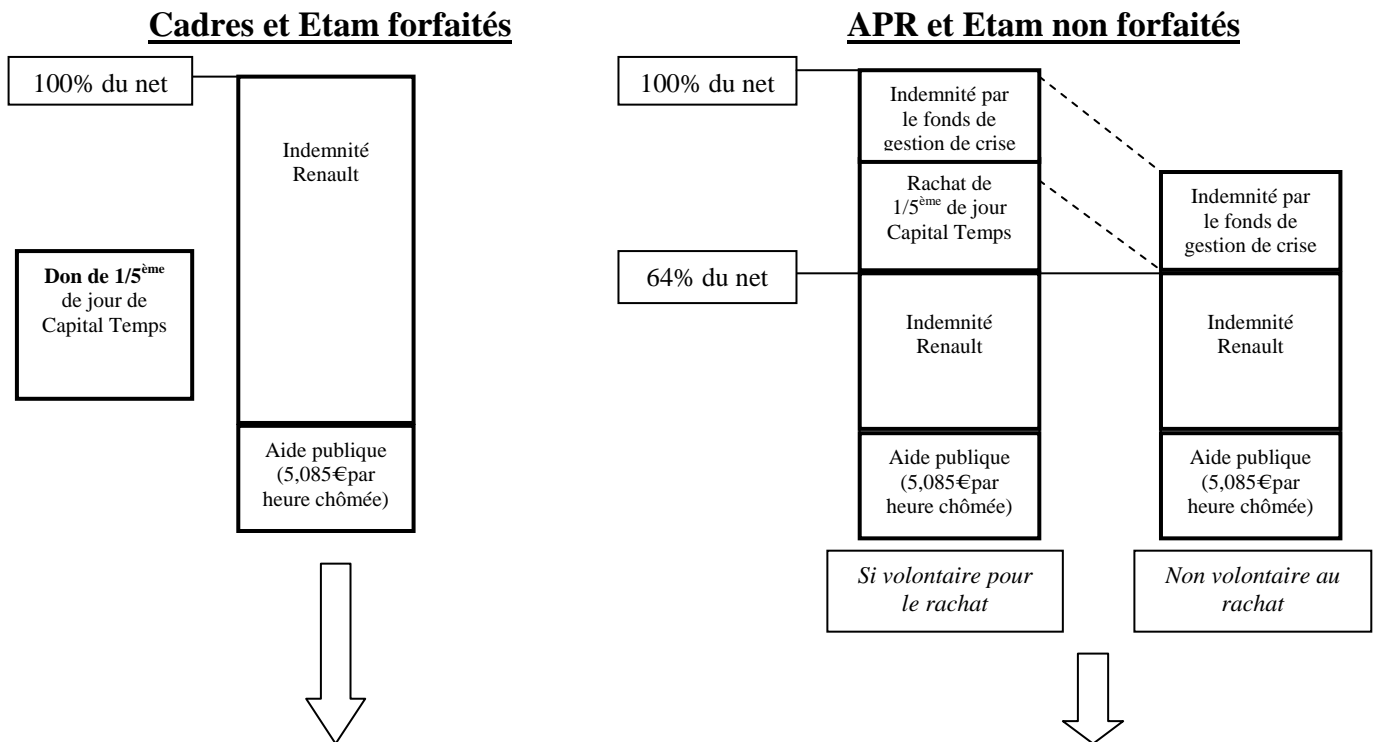 Cadres et Etam forfaités
100% du net
Indemnité
Renault
Don de 1/5ème
de jour de
Capital Temps
Aide publique
(5,085€par
heure chômée)
APR et Etam non forfaités
100% du net
Indemnité par
le fonds de
gestion de crise
Rachat de
1/5ème de jour
Capital Temps
Indemnité par
le fonds de
gestion de crise
64% du net
Indemnité
Renault
Indemnité
Renault
Aide publique
(5,085€par
heure chômée)
Aide publique
(5,085€par
heure chômée)
Si volontaire pour
le rachat
Non volontaire au
rachat